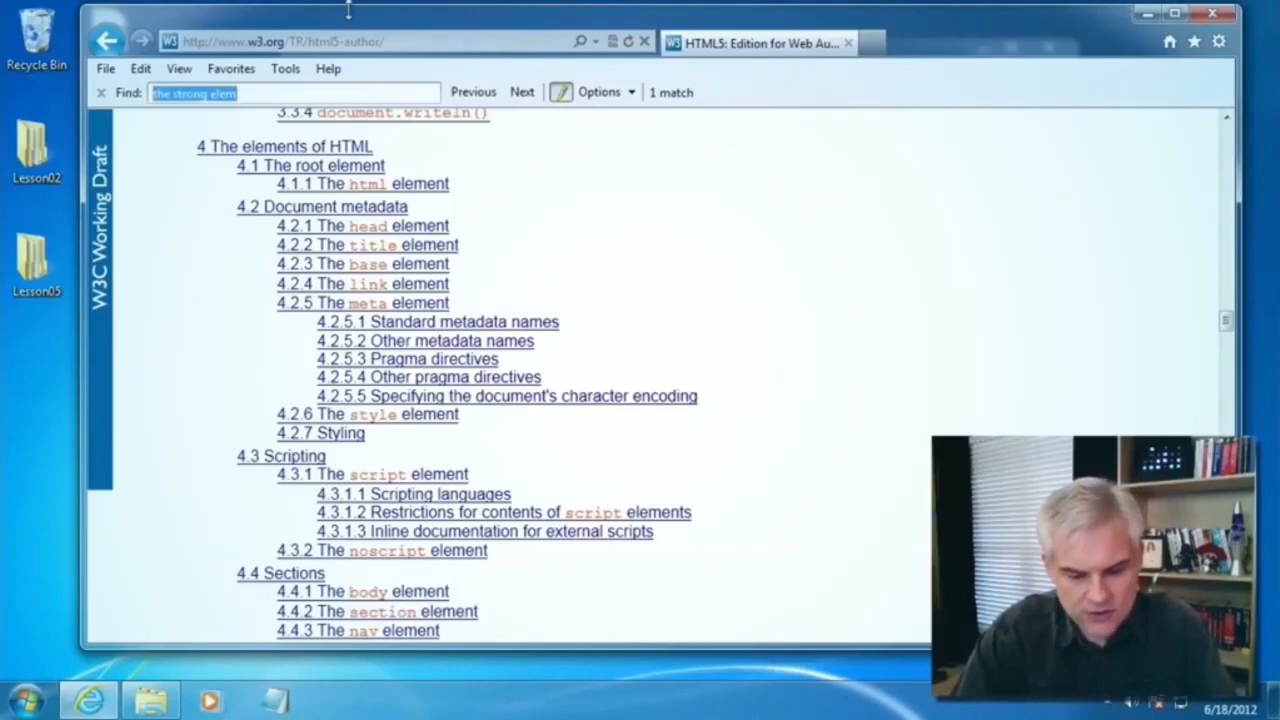 Recycle Bin
Lesson02
Lesson05
http://www.w3.org/TR/html5-author/
HTML5: Edition for Web Au...
File Edit View Favorites Tools Help
Find: the strong elem Previous Next Options 1 match
W3C Working Draft
3.3.4 document.writeln()
4 The elements of HTML
4.1 The root element
4.1.1 The html element
4.2 Document metadata
4.2.1 The head element
4.2.2 The title element
4.2.3 The base element
4.2.4 The link element
4.2.5 The meta element
4.2.5.1 Standard metadata names
4.2.5.2 Other metadata names
4.2.5.3 Pragma directives
4.2.5.4 Other pragma directives
4.2.5.5 Specifying the document's character encoding
4.2.6 The style element
4.2.7 Styling
4.3 Scripting
4.3.1 The script element
4.3.1.1 Scripting languages
4.3.1.2 Restrictions for contents of script elements
4.3.1.3 Inline documentation for external scripts
4.3.2 The noscript element
4.4 Sections
4.4.1 The body element
4.4.2 The section element
4.4.3 The nav element
6/18/2012